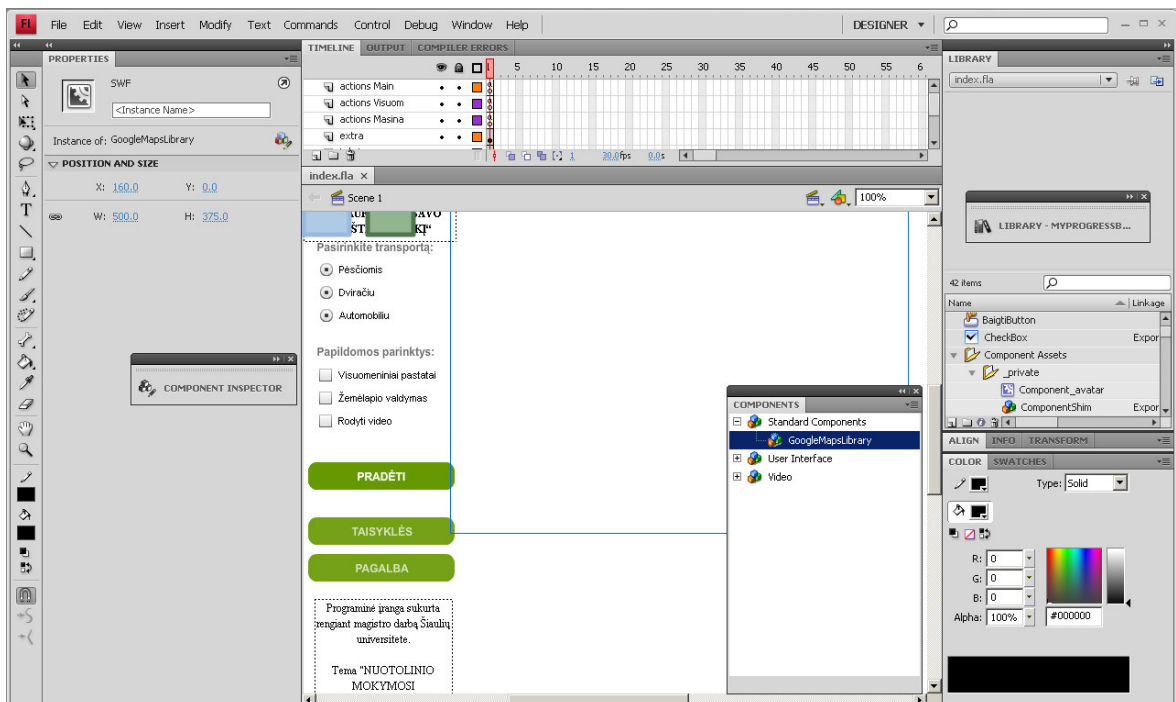 Fl File Edit View Insert Modify Text Commands Control Debug Window Help DESIGNER
PROPERTIES
SWF
<Instance Name>
Instance of: GoogleMapsLibrary
POSITION AND SIZE
X: 160.0 Y: 0.0
W: 500.0 H: 375.0
COMPONENT INSPECTOR
TIMELINE OUTPUT COMPILER ERRORS
1 5 10 15 20 25 30 35 40 45 50 55 6
actions Main
actions Visuom
actions Masina
extra
1 30.0fps 0.0s
index.fla ×
Scene 1 100%
Pasirinkite transportą:
Pėsčiomis
Dviračiu
Automobiliu
Papildomos parinktys:
Visuomeniniai pastatai
Žemėlapio valdymas
Rodyti video
PRADĖTI
TAISYKLĖS
PAGALBA
Programinė įranga sukurta
rengiant magistro darbą Šiaulių
universitete.
Tema "NUOTOLINIO
MOKYMOSI
COMPONENTS
Standard Components
GoogleMapsLibrary
User Interface
Video
LIBRARY
index.fla
LIBRARY - MYPROGRESSB...
42 items
Name Linkage
BaigtiButton
CheckBox Expor
Component Assets
_private
Component_avatar
ComponentShim Expor
ALIGN INFO TRANSFORM
COLOR SWATCHES
Type: Solid
R: 0
G: 0
B: 0
Alpha: 100% #000000